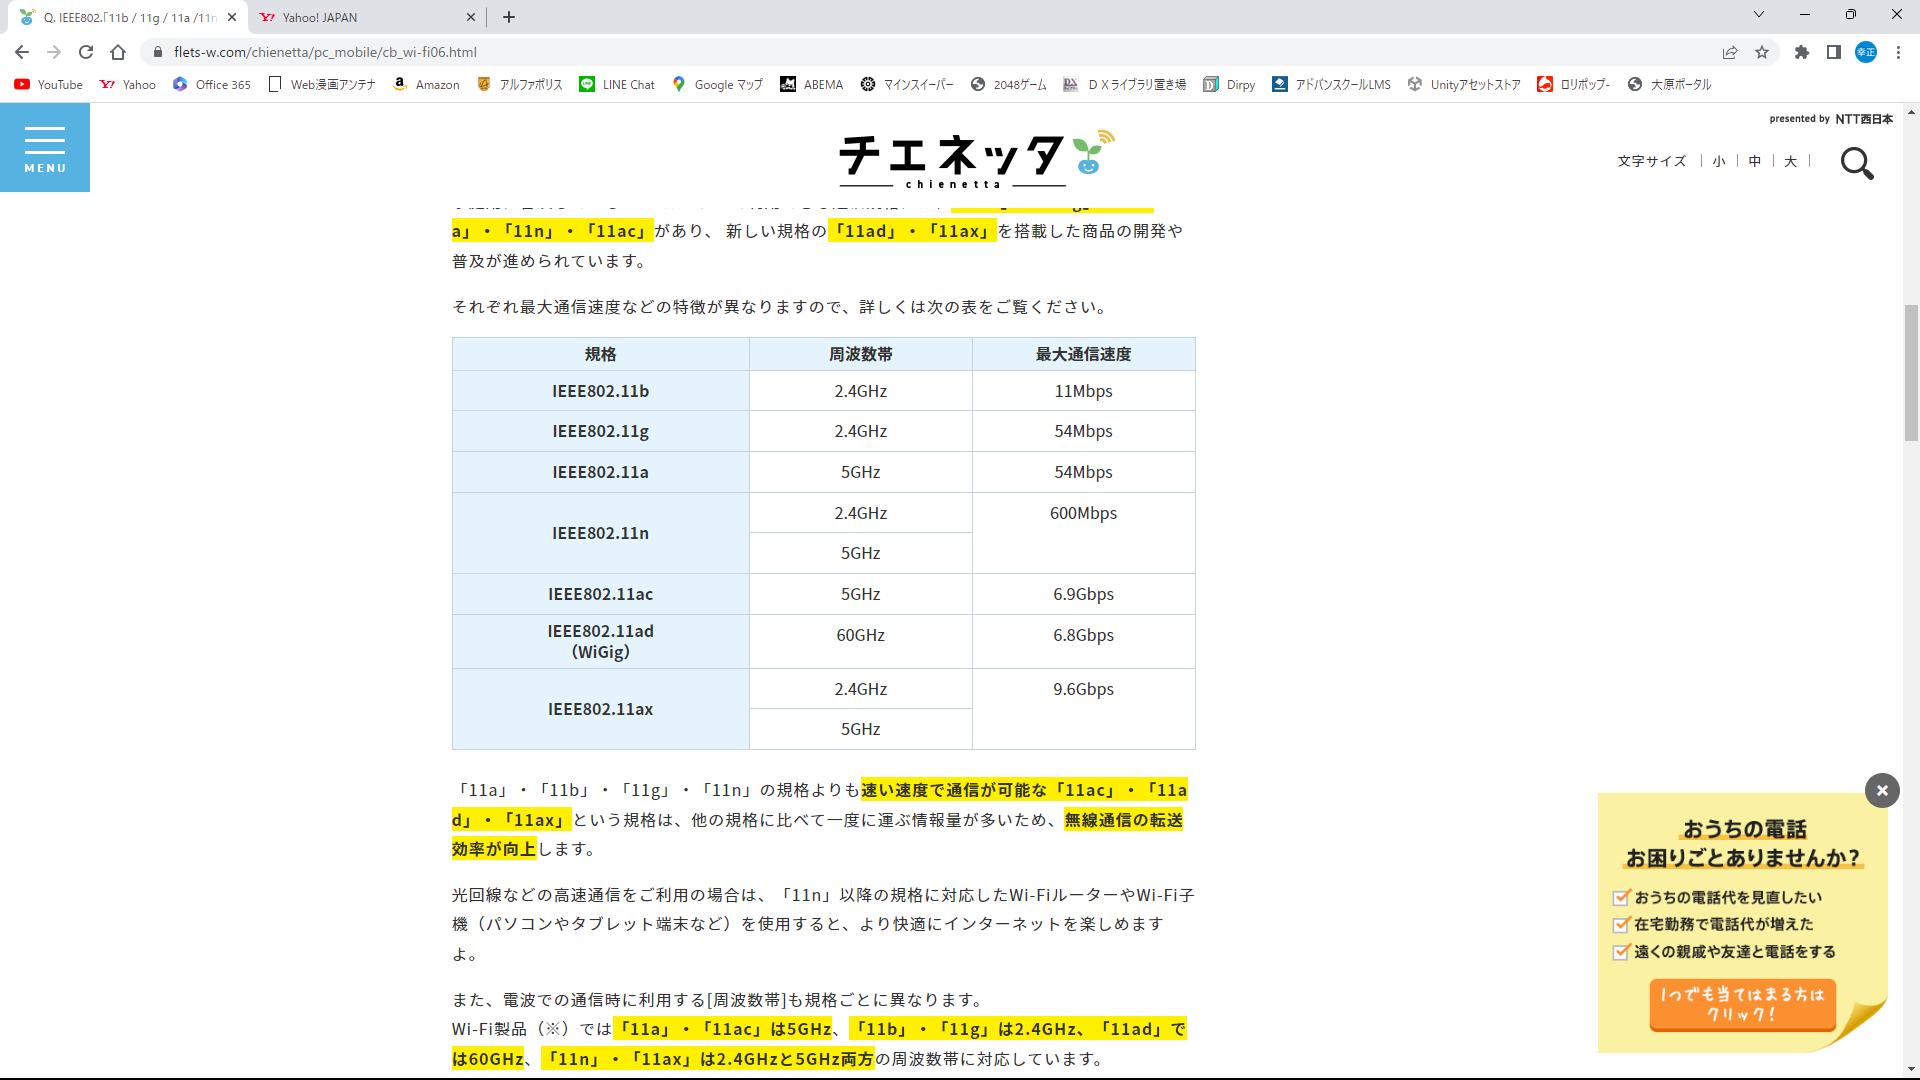 Q. IEEE802.「11b / 11g / 11a /11n
Yahoo! JAPAN
flets-w.com/chienetta/pc_mobile/cb_wi-fi06.html
幸正
YouTube Yahoo Office 365 Web漫画アンテナ Amazon アルファポリス LINE Chat Google マップ ABEMA マインスイーパー 2048ゲーム ＤＸライブラリ置き場 Dirpy アドバンスクールLMS Unityアセットストア ロリポップ- 大原ポータル
MENU
チエネッタ
chienetta
presented by NTT西日本
文字サイズ | 小 | 中 | 大 |
a」・「11n」・「11ac」があり、 新しい規格の「11ad」・「11ax」を搭載した商品の開発や
普及が進められています。
それぞれ最大通信速度などの特徴が異なりますので、詳しくは次の表をご覧ください。
規格 周波数帯 最大通信速度
IEEE802.11b 2.4GHz 11Mbps
IEEE802.11g 2.4GHz 54Mbps
IEEE802.11a 5GHz 54Mbps
IEEE802.11n 2.4GHz 600Mbps
5GHz
IEEE802.11ac 5GHz 6.9Gbps
IEEE802.11ad 60GHz 6.8Gbps
（WiGig）
IEEE802.11ax 2.4GHz 9.6Gbps
5GHz
「11a」・「11b」・「11g」・「11n」の規格よりも速い速度で通信が可能な「11ac」・「11a
d」・「11ax」という規格は、他の規格に比べて一度に運ぶ情報量が多いため、無線通信の転送
効率が向上します。
光回線などの高速通信をご利用の場合は、「11n」以降の規格に対応したWi-FiルーターやWi-Fi子
機（パソコンやタブレット端末など）を使用すると、より快適にインターネットを楽しめます
よ。
また、電波での通信時に利用する[周波数帯]も規格ごとに異なります。
Wi-Fi製品（※）では「11a」・「11ac」は5GHz、「11b」・「11g」は2.4GHz、「11ad」で
は60GHz、「11n」・「11ax」は2.4GHzと5GHz両方の周波数帯に対応しています。
おうちの電話
お困りごとありませんか？
おうちの電話代を見直したい
在宅勤務で電話代が増えた
遠くの親戚や友達と電話をする
1つでも当てはまる方は
クリック！